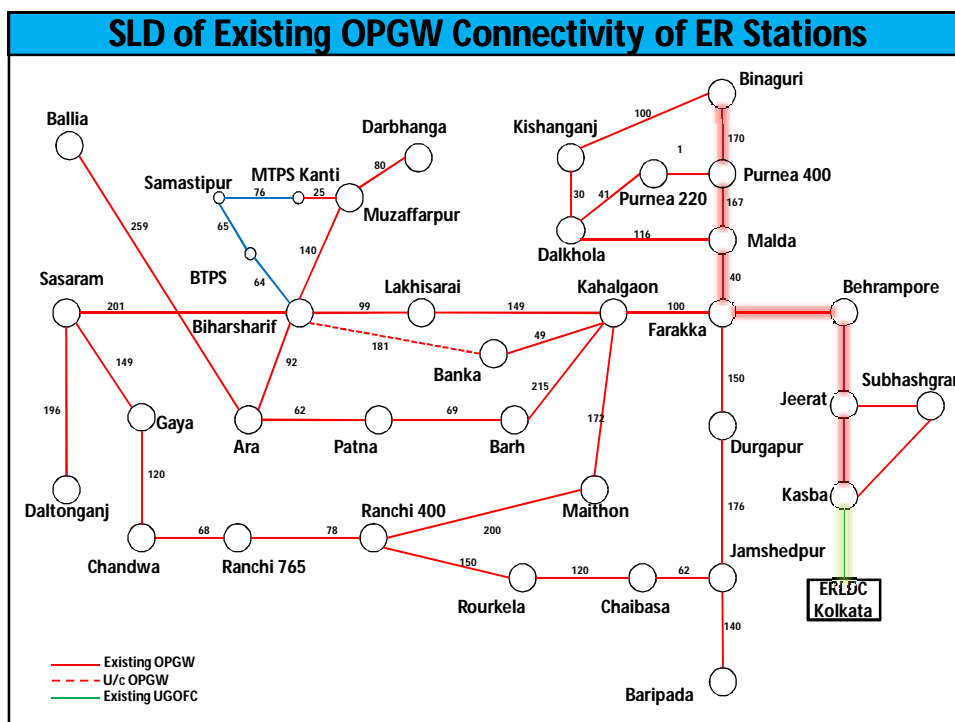 SLD of Existing OPGW Connectivity of ER Stations
Binaguri
Ballia
Darbhanga
Kishanganj
100
170
1
80
MTPS Kanti
Samastipur
76
25
Muzaffarpur
30
41
Purnea 220
Purnea 400
167
259
65
140
Dalkhola
116
Malda
BTPS
64
40
Sasaram
201
Biharsharif
99
Lakhisarai
149
Kahalgaon
100
Farakka
Behrampore
181
49
Banka
149
92
215
150
Jeerat
Subhashgram
196
Gaya
Ara
62
Patna
69
Barh
172
Durgapur
120
Kasba
Daltonganj
Ranchi 400
Maithon
176
68
78
200
Chandwa
Ranchi 765
150
Jamshedpur
Rourkela
120
Chaibasa
62
ERLDC
Kolkata
140
Baripada
Existing OPGW
U/c OPGW
Existing UGOFC